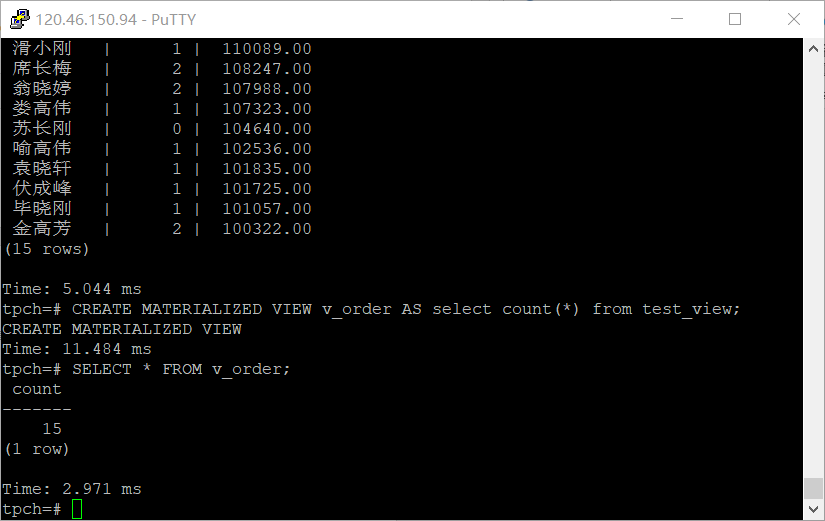 120.46.150.94 - PuTTY
滑小刚 | 1 | 110089.00
席长梅 | 2 | 108247.00
翁晓婷 | 2 | 107988.00
娄高伟 | 1 | 107323.00
苏长刚 | 0 | 104640.00
喻高伟 | 1 | 102536.00
袁晓轩 | 1 | 101835.00
伏成峰 | 1 | 101725.00
毕晓刚 | 1 | 101057.00
金高芳 | 2 | 100322.00
(15 rows)
Time: 5.044 ms
tpch=# CREATE MATERIALIZED VIEW v_order AS select count(*) from test_view;
CREATE MATERIALIZED VIEW
Time: 11.484 ms
tpch=# SELECT * FROM v_order;
count
-------
15
(1 row)
Time: 2.971 ms
tpch=#